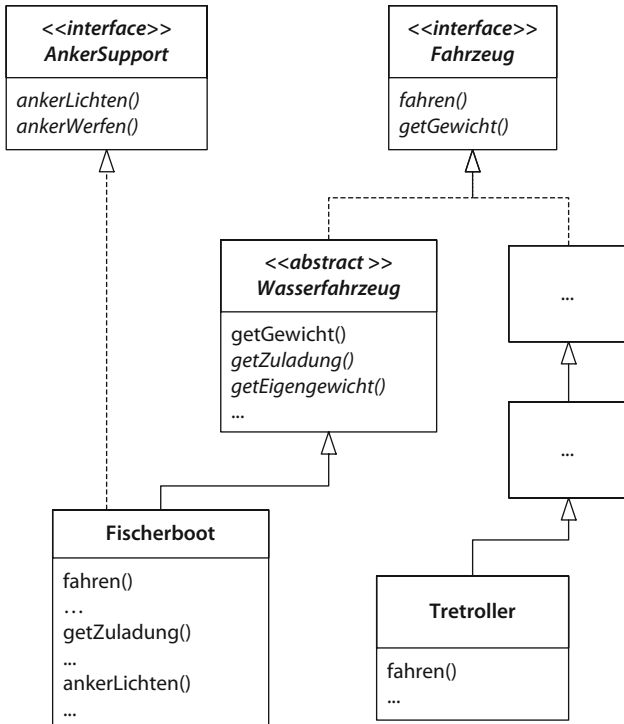 <<interface>>
AnkerSupport
ankerLichten()
ankerWerfen()
<<interface>>
Fahrzeug
fahren()
getGewicht()
<<abstract >>
Wasserfahrzeug
getGewicht()
getZuladung()
getEigengewicht()
...
...
...
Fischerboot
fahren()
…
getZuladung()
...
ankerLichten()
...
Tretroller
fahren()
...